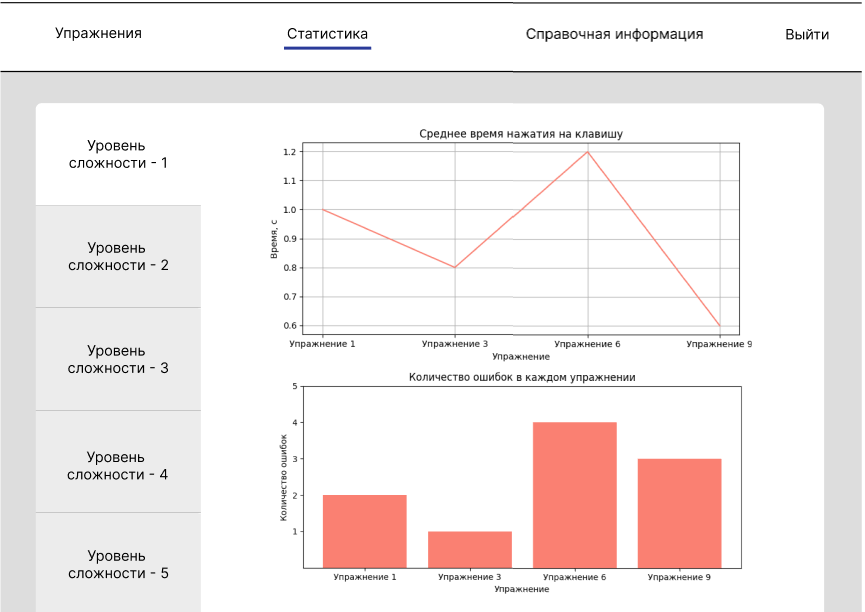 Упражнения
Статистика
Справочная информация
Выйти
Уровень
сложности - 1
Уровень
сложности - 2
Уровень
сложности - 3
Уровень
сложности - 4
Уровень
сложности - 5
Среднее время нажатия на клавишу
Время, с
1.2
1.1
1.0
0.9
0.8
0.7
0.6
Упражнение 1
Упражнение 3
Упражнение 6
Упражнение 9
Упражнение
Количество ошибок в каждом упражнении
Количество ошибок
5
4
3
2
1
Упражнение 1
Упражнение 3
Упражнение 6
Упражнение 9
Упражнение